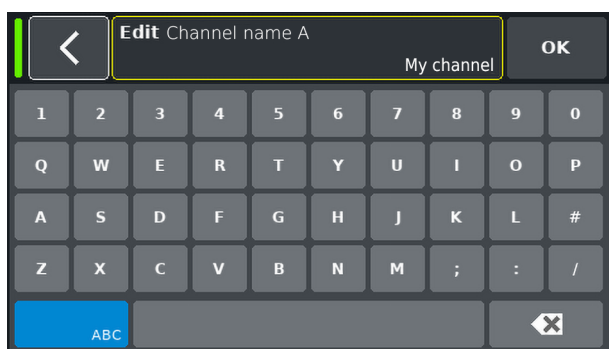 Edit Channel name A
My channel
OK
1 2 3 4 5 6 7 8 9 0
Q W E R T Y U I O P
A S D F G H J K L #
Z X C V B N M ; : /
ABC